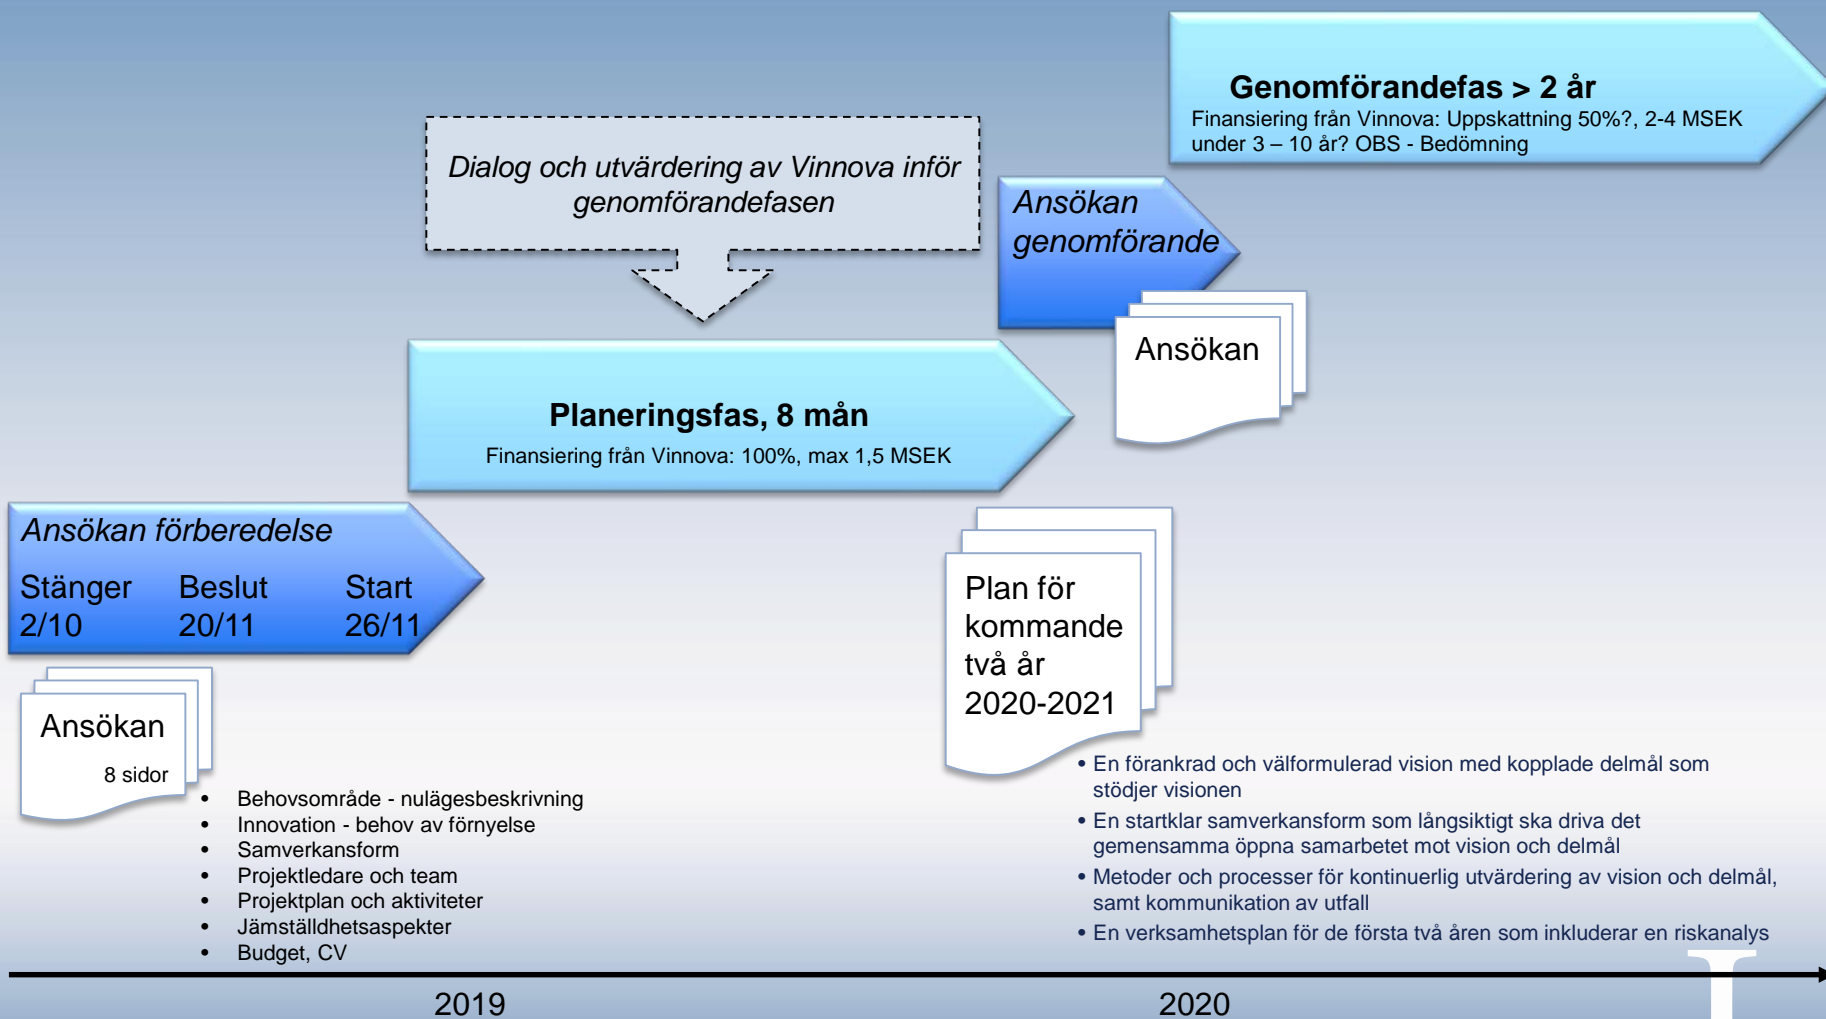 Genomförandefas > 2 år
Finansiering från Vinnova: Uppskattning 50%?, 2-4 MSEK
under 3 – 10 år? OBS - Bedömning
Dialog och utvärdering av Vinnova inför
genomförandefasen
Ansökan
genomförande
Ansökan
Planeringsfas, 8 mån
Finansiering från Vinnova: 100%, max 1,5 MSEK
Ansökan förberedelse
Stänger Beslut Start
2/10 20/11 26/11
Plan för
kommande
två år
2020-2021
Ansökan
8 sidor
• Behovsområde - nulägesbeskrivning
• Innovation - behov av förnyelse
• Samverkansform
• Projektledare och team
• Projektplan och aktiviteter
• Jämställdhetsaspekter
• Budget, CV
• En förankrad och välformulerad vision med kopplade delmål som
stödjer visionen
• En startklar samverkansform som långsiktigt ska driva det
gemensamma öppna samarbetet mot vision och delmål
• Metoder och processer för kontinuerlig utvärdering av vision och delmål,
samt kommunikation av utfall
• En verksamhetsplan för de första två åren som inkluderar en riskanalys
2019 2020